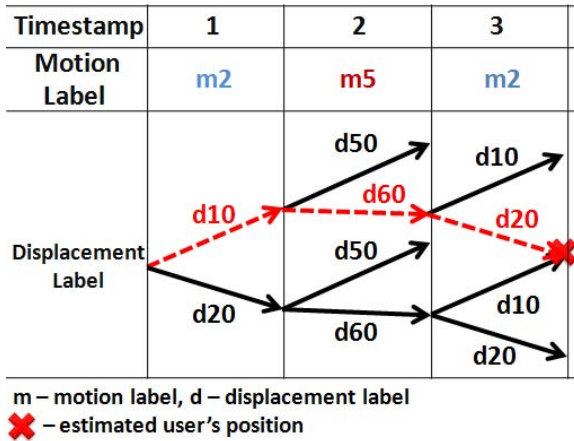 Timestamp 1 2 3
Motion Label m2 m5 m2
d50
d10
d10
d60
d20
Displacement Label
d50
d20
d60
d10
d20
m – motion label, d – displacement label
– estimated user's position